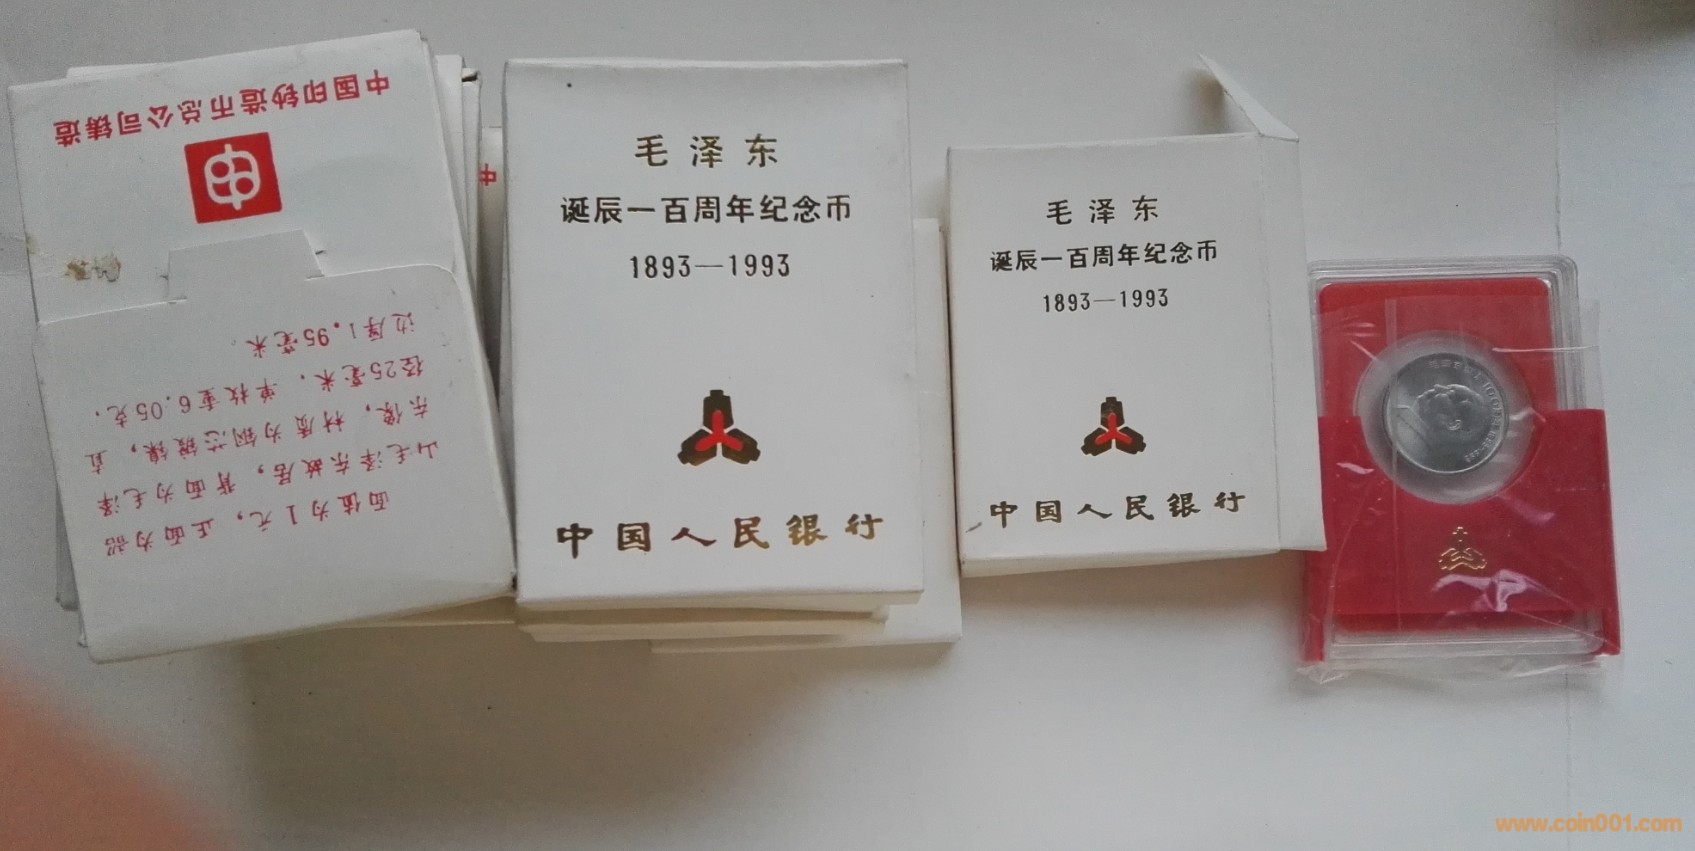 中国印钞造币总公司铸造
面值为1元，正面为韶
山毛泽东故居，背面为毛泽
东像，材质为钢芯镀镍，直
径25毫米，单枚重6.05克，
边厚1.95毫米．
中
毛泽东
诞辰一百周年纪念币
1893—1993
中国人民银行
毛泽东
诞辰一百周年纪念币
1893—1993
中国人民银行
www.coin001.com